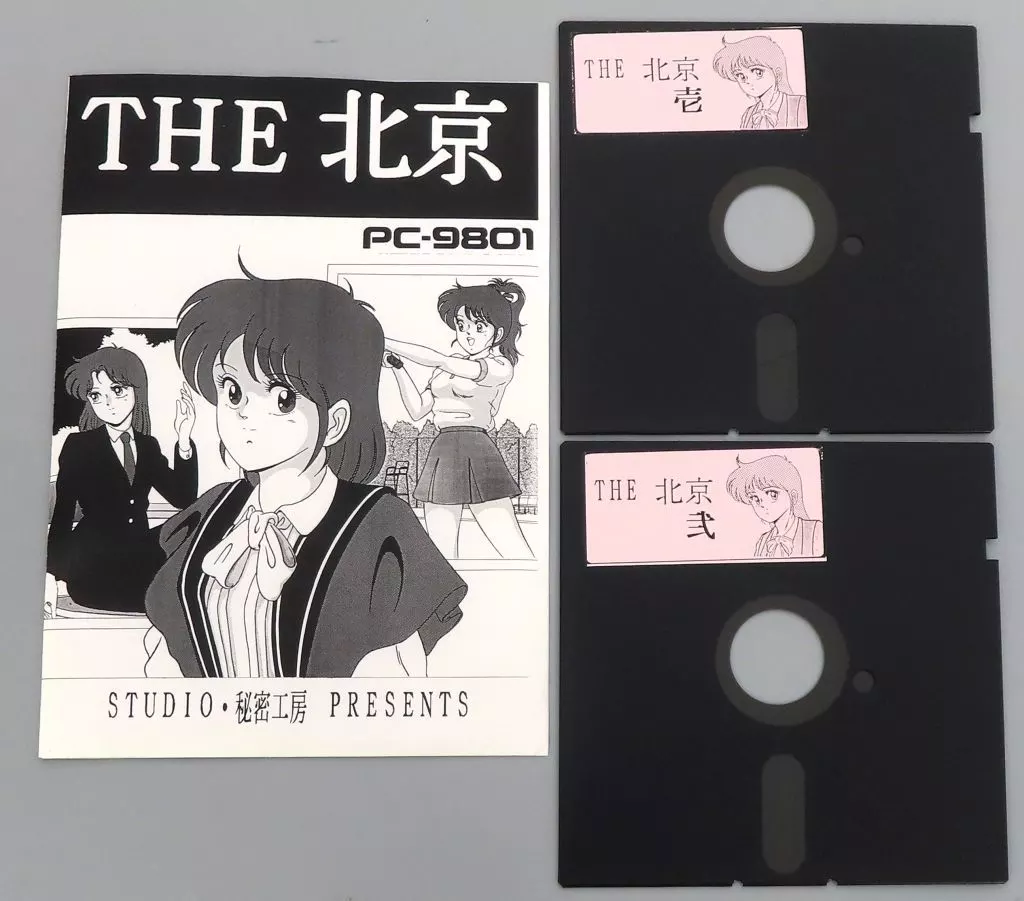 THE 北京
PC-9801
STUDIO・秘密工房 PRESENTS
THE 北京
壱
THE 北京
弐